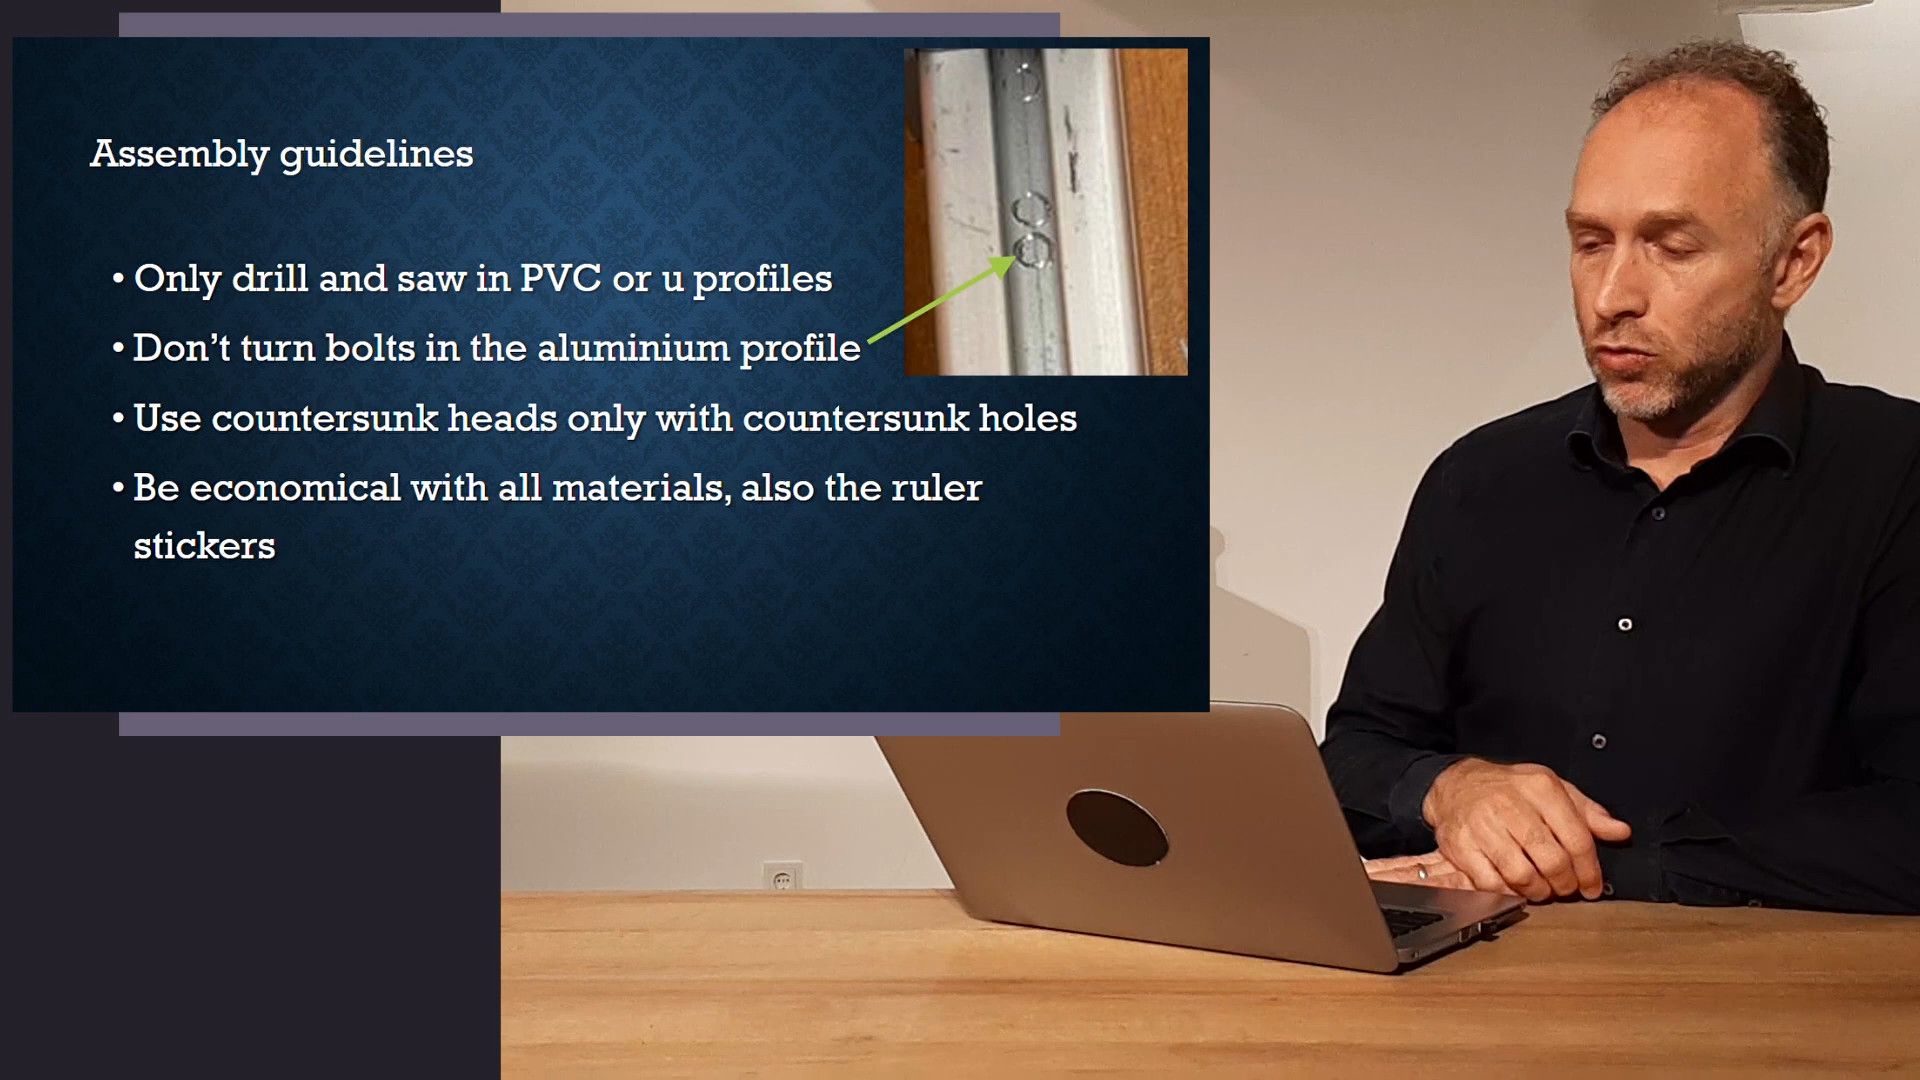 Assembly guidelines
• Only drill and saw in PVC or u profiles
• Don’t turn bolts in the aluminium profile
• Use countersunk heads only with countersunk holes
• Be economical with all materials, also the ruler
stickers